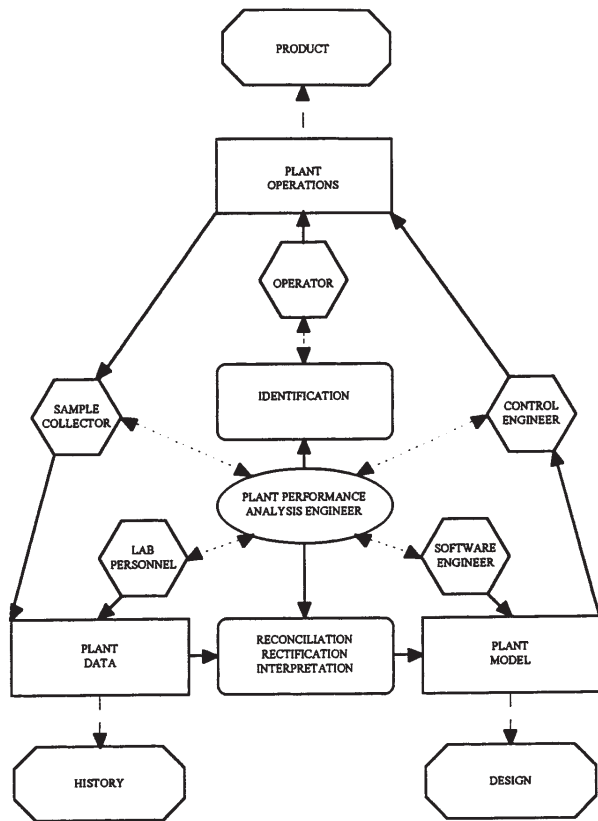 PRODUCT
PLANT
OPERATIONS
OPERATOR
IDENTIFICATION
SAMPLE
COLLECTOR
CONTROL
ENGINEER
PLANT PERFORMANCE
ANALYSIS ENGINEER
LAB
PERSONNEL
SOFTWARE
ENGINEER
PLANT
DATA
RECONCILIATION
RECTIFICATION
INTERPRETATION
PLANT
MODEL
HISTORY
DESIGN